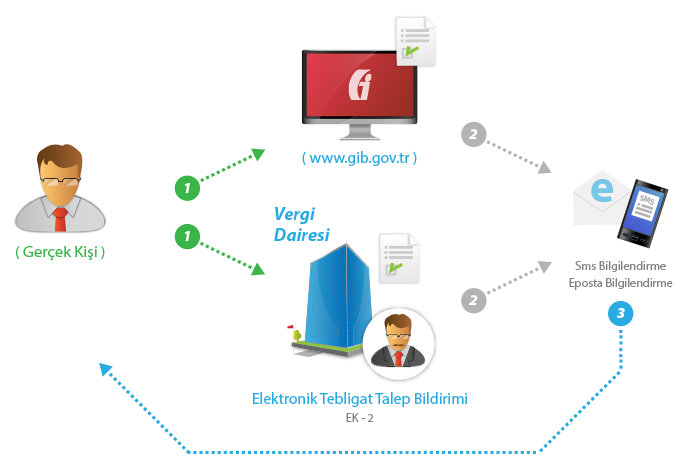 ( www.gib.gov.tr )
2
1
e
SMS
( Gerçek Kişi )
1
Vergi
Dairesi
2
Sms Bilgilendirme
Eposta Bilgilendirme
3
Elektronik Tebligat Talep Bildirimi
EK - 2